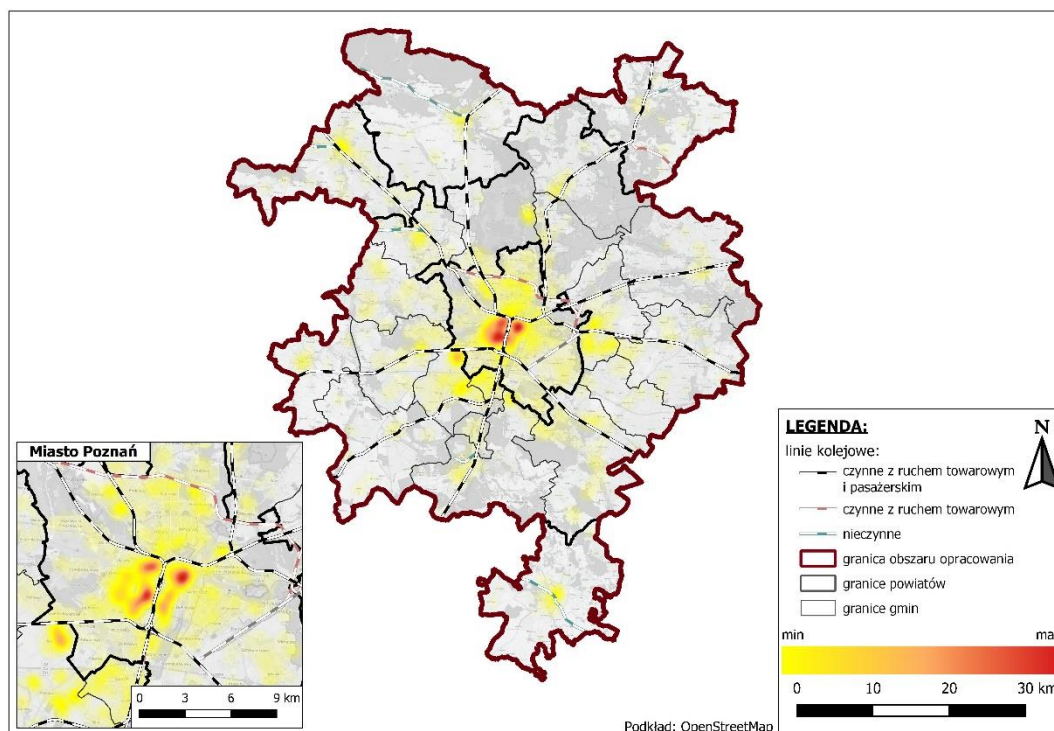 Miasto Poznań
0 3 6 9 km
LEGENDA:
N
linie kolejowe:
czynne z ruchem towarowym
i pasażerskim
czynne z ruchem towarowym
nieczynne
granica obszaru opracowania
granice powiatów
granice gmin
min ma
0 10 20 30 km
Podkład: OpenStreetMap